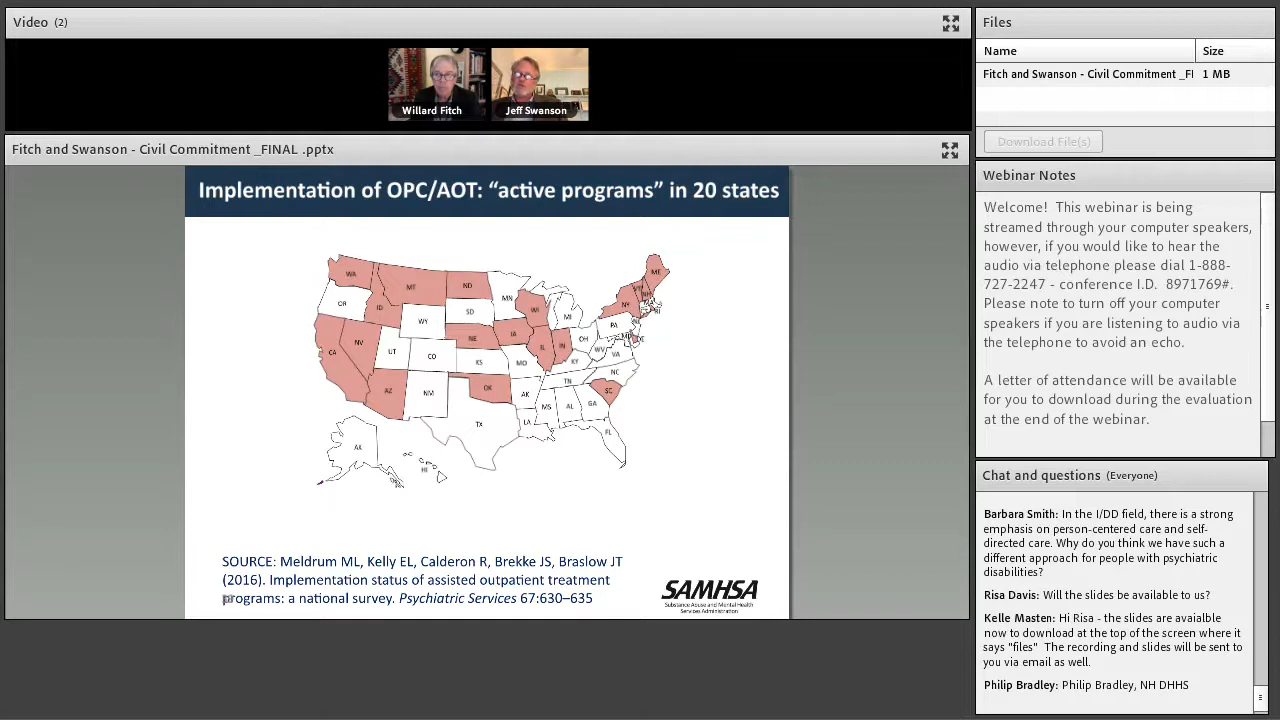 Video (2)
Willard Fitch
Jeff Swanson
Fitch and Swanson - Civil Commitment _FINAL .pptx
Implementation of OPC/AOT: “active programs” in 20 states
WA
MT
ND
MN
ME
OR
ID
SD
WI
NY
WY
MI
NV
NE
IA
PA
CA
UT
CO
IL
IN
OH
KS
MO
WV
VA
KY
NC
AZ
NM
OK
AR
TN
SC
MS
AL
GA
TX
LA
FL
AK
HI
SOURCE: Meldrum ML, Kelly EL, Calderon R, Brekke JS, Braslow JT
(2016). Implementation status of assisted outpatient treatment
programs: a national survey. Psychiatric Services 67:630–635
SAMHSA
Substance Abuse and Mental Health
Services Administration
Files
Name Size
Fitch and Swanson - Civil Commitment _FI 1 MB
Download File(s)
Webinar Notes
Welcome! This webinar is being
streamed through your computer speakers,
however, if you would like to hear the
audio via telephone please dial 1-888-
727-2247 - conference I.D. 8971769#.
Please note to turn off your computer
speakers if you are listening to audio via
the telephone to avoid an echo.
A letter of attendance will be available
for you to download during the evaluation
at the end of the webinar.
Chat and questions (Everyone)
Barbara Smith: In the I/DD field, there is a strong
emphasis on person-centered care and self-
directed care. Why do you think we have such a
different approach for people with psychiatric
disabilities?
Risa Davis: Will the slides be available to us?
Kelle Master: Hi Risa - the slides are avaialble
now to download at the top of the screen where it
says "files" The recording and slides will be sent to
you via email as well.
Philip Bradley: Philip Bradley, NH DHHS